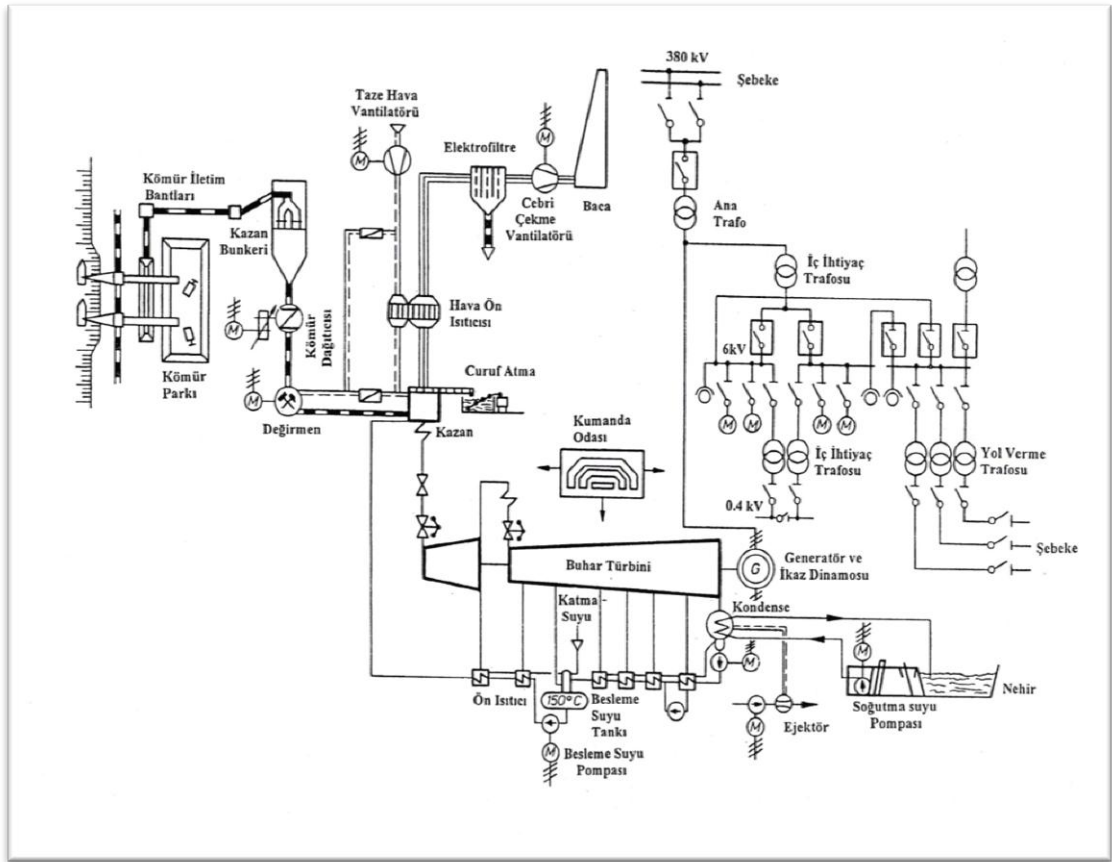 380 kV
Şebeke
Taze Hava
Vantilatörü
M
M
Elektrofiltre
Kömür İletim
Bantları
Kazan
Bunkeri
Cebri
Çekme
Vantilatörü
Baca
Ana
Trafo
İç İhtiyaç
Trafosu
Hava Ön
Isıtıcısı
M
Kömür
Dağıtıcısı
6kV
Kömür
Parkı
Curuf Atma
M
Değirmen
Kazan
M
M
M
M
Kumanda
Odası
İç İhtiyaç
Trafosu
Yol Verme
Trafosu
0.4 kV
Şebeke
Buhar Türbini
G
Generatör ve
İkaz Dinamosu
Katma
Suyu
Kondense
M
M
Nehir
Ön Isıtıcı
150°C
Besleme
Suyu
Tankı
Soğutma suyu
Pompası
M
Ejektör
M
Besleme Suyu
Pompası